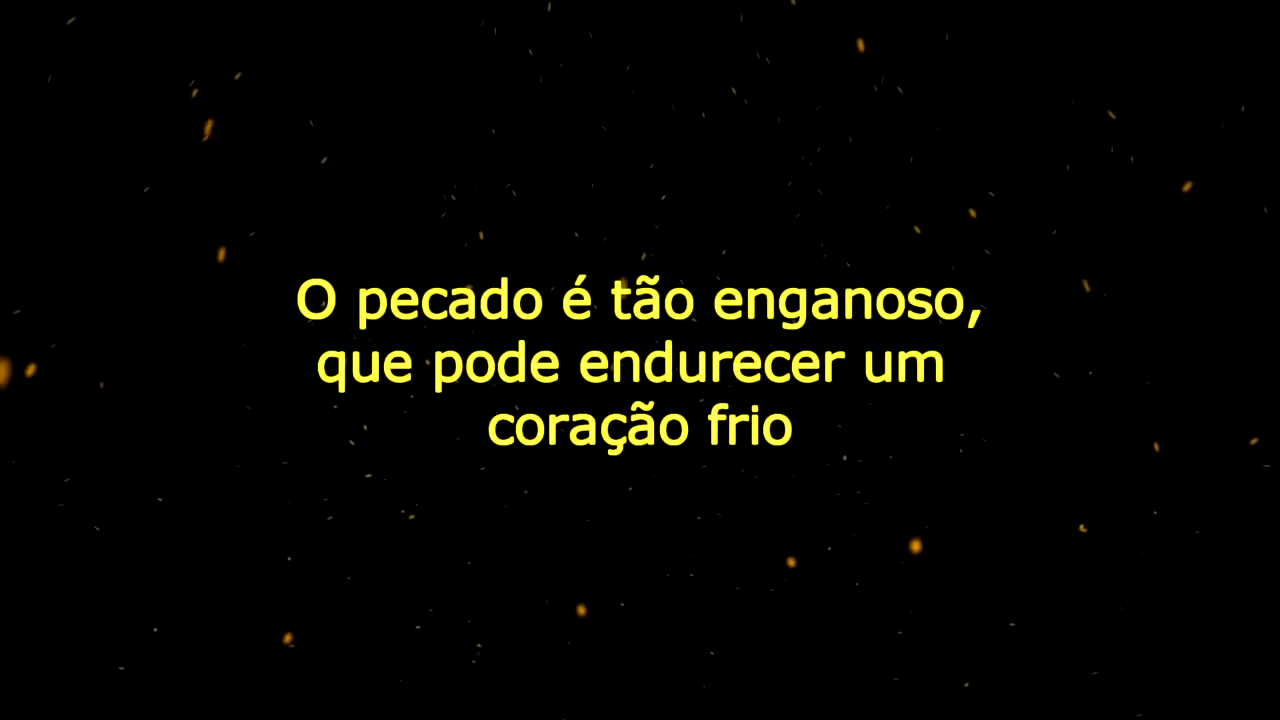 O pecado é tão enganoso,
que pode endurecer um
coração frio